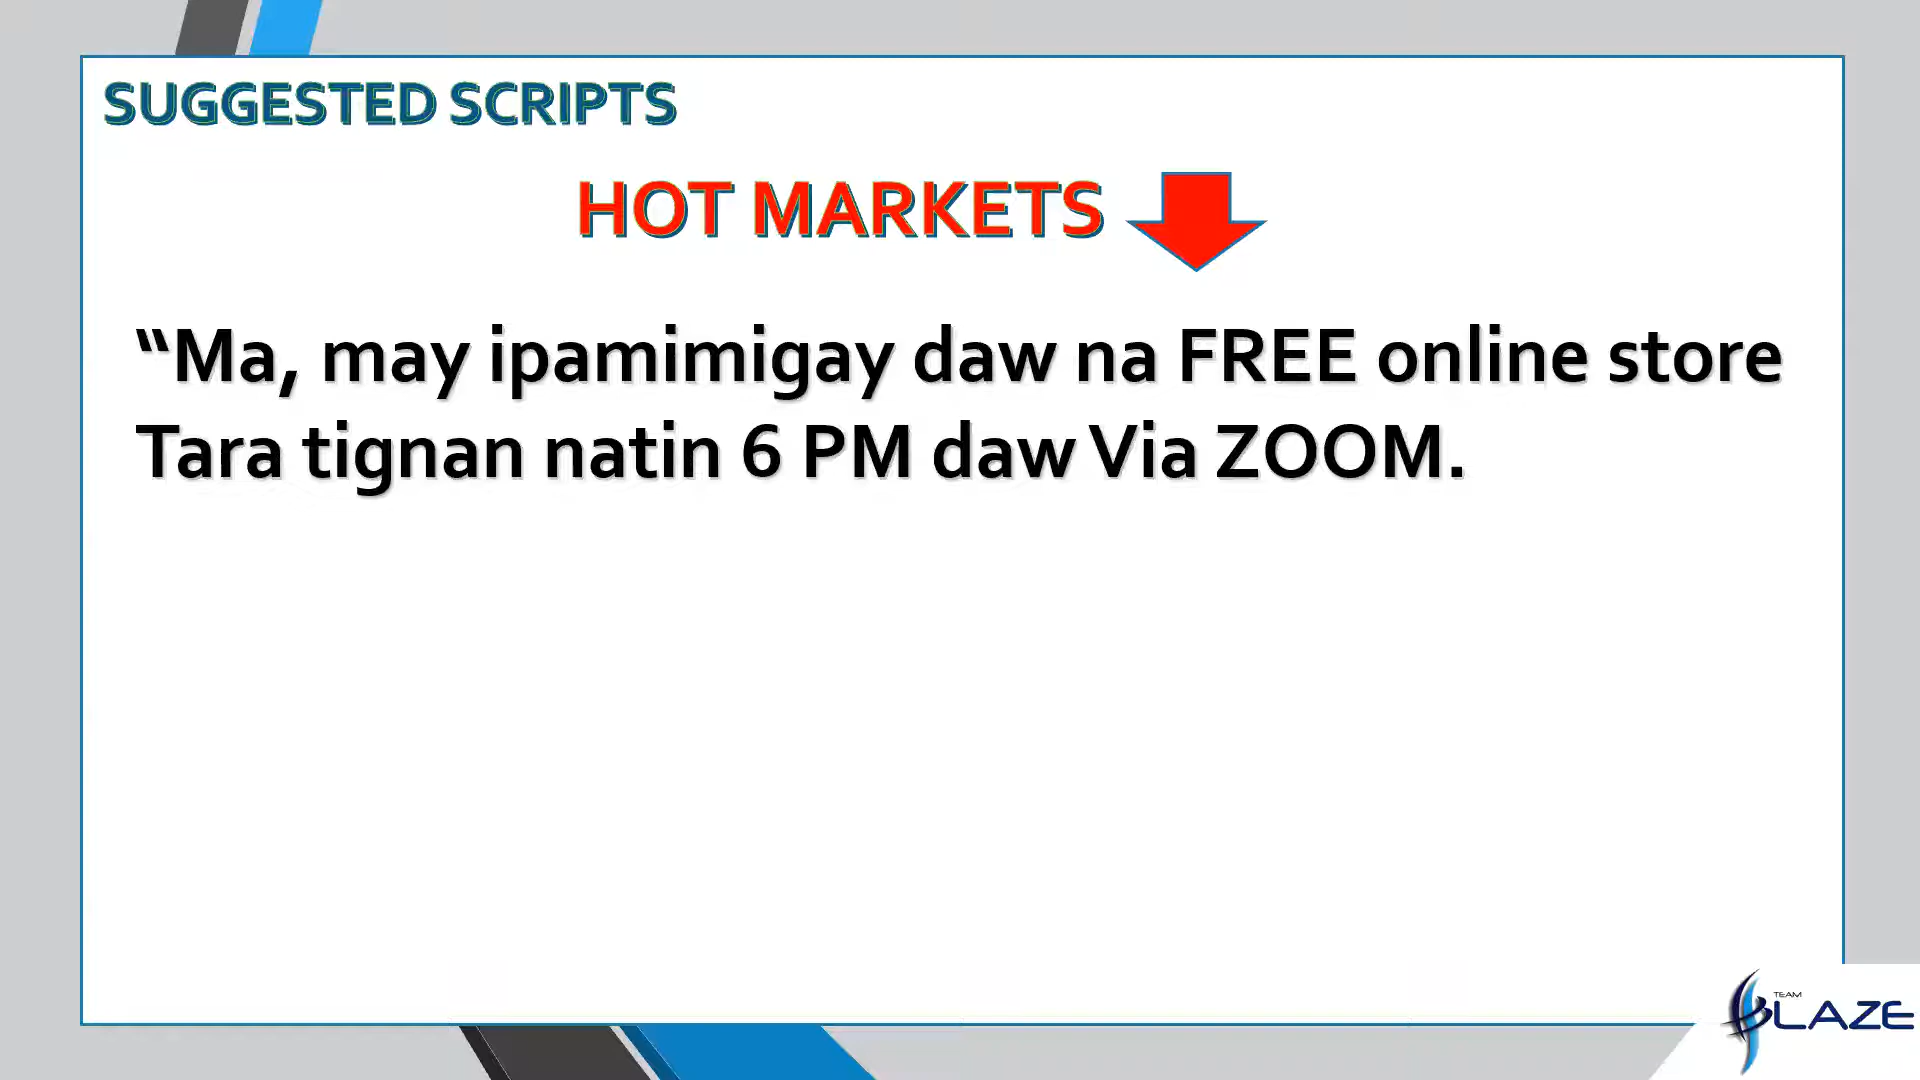 SUGGESTED SCRIPTS
HOT MARKETS
“Ma, may ipamimigay daw na FREE online store
Tara tignan natin 6 PM daw Via ZOOM.
TEAM
BLAZE